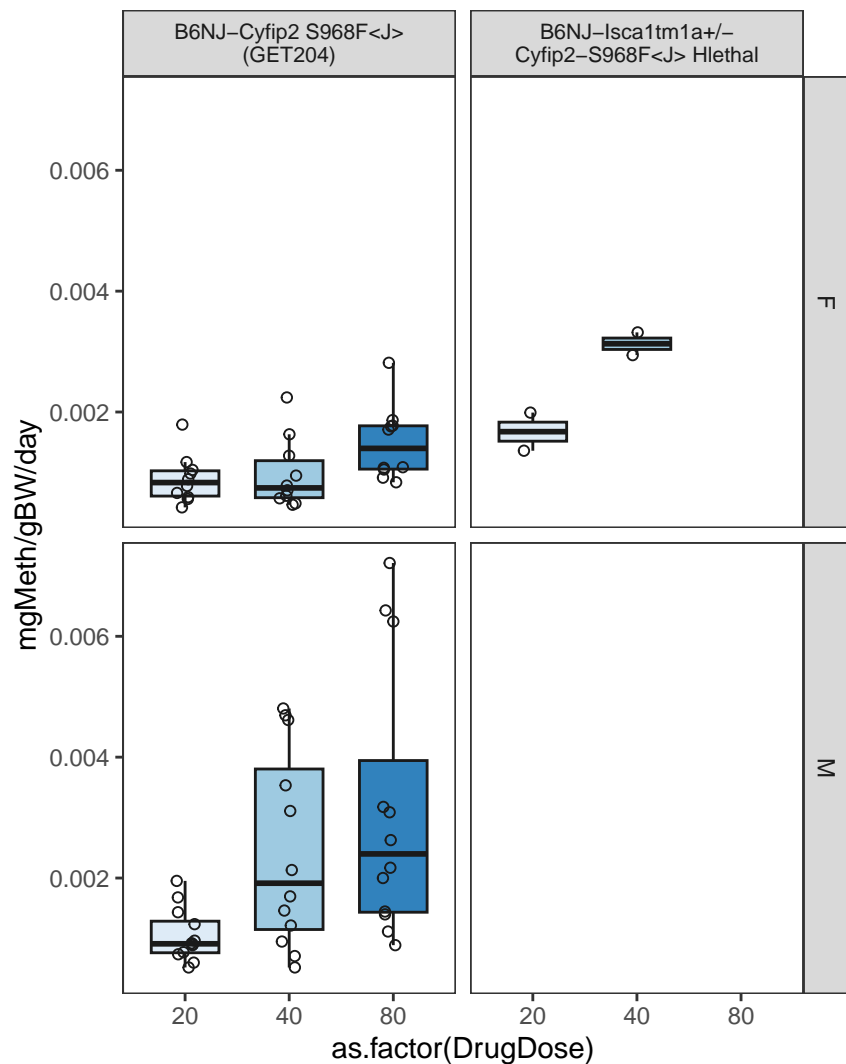 B6NJ−Cyfip2 S968F<J>
(GET204)
B6NJ−Isca1tm1a+/−
Cyfip2−S968F<J> Hlethal
0.006
0.004
0.002
F
mgMeth/gBW/day
0.006
0.004
0.002
M
20 40 80
20 40 80
as.factor(DrugDose)